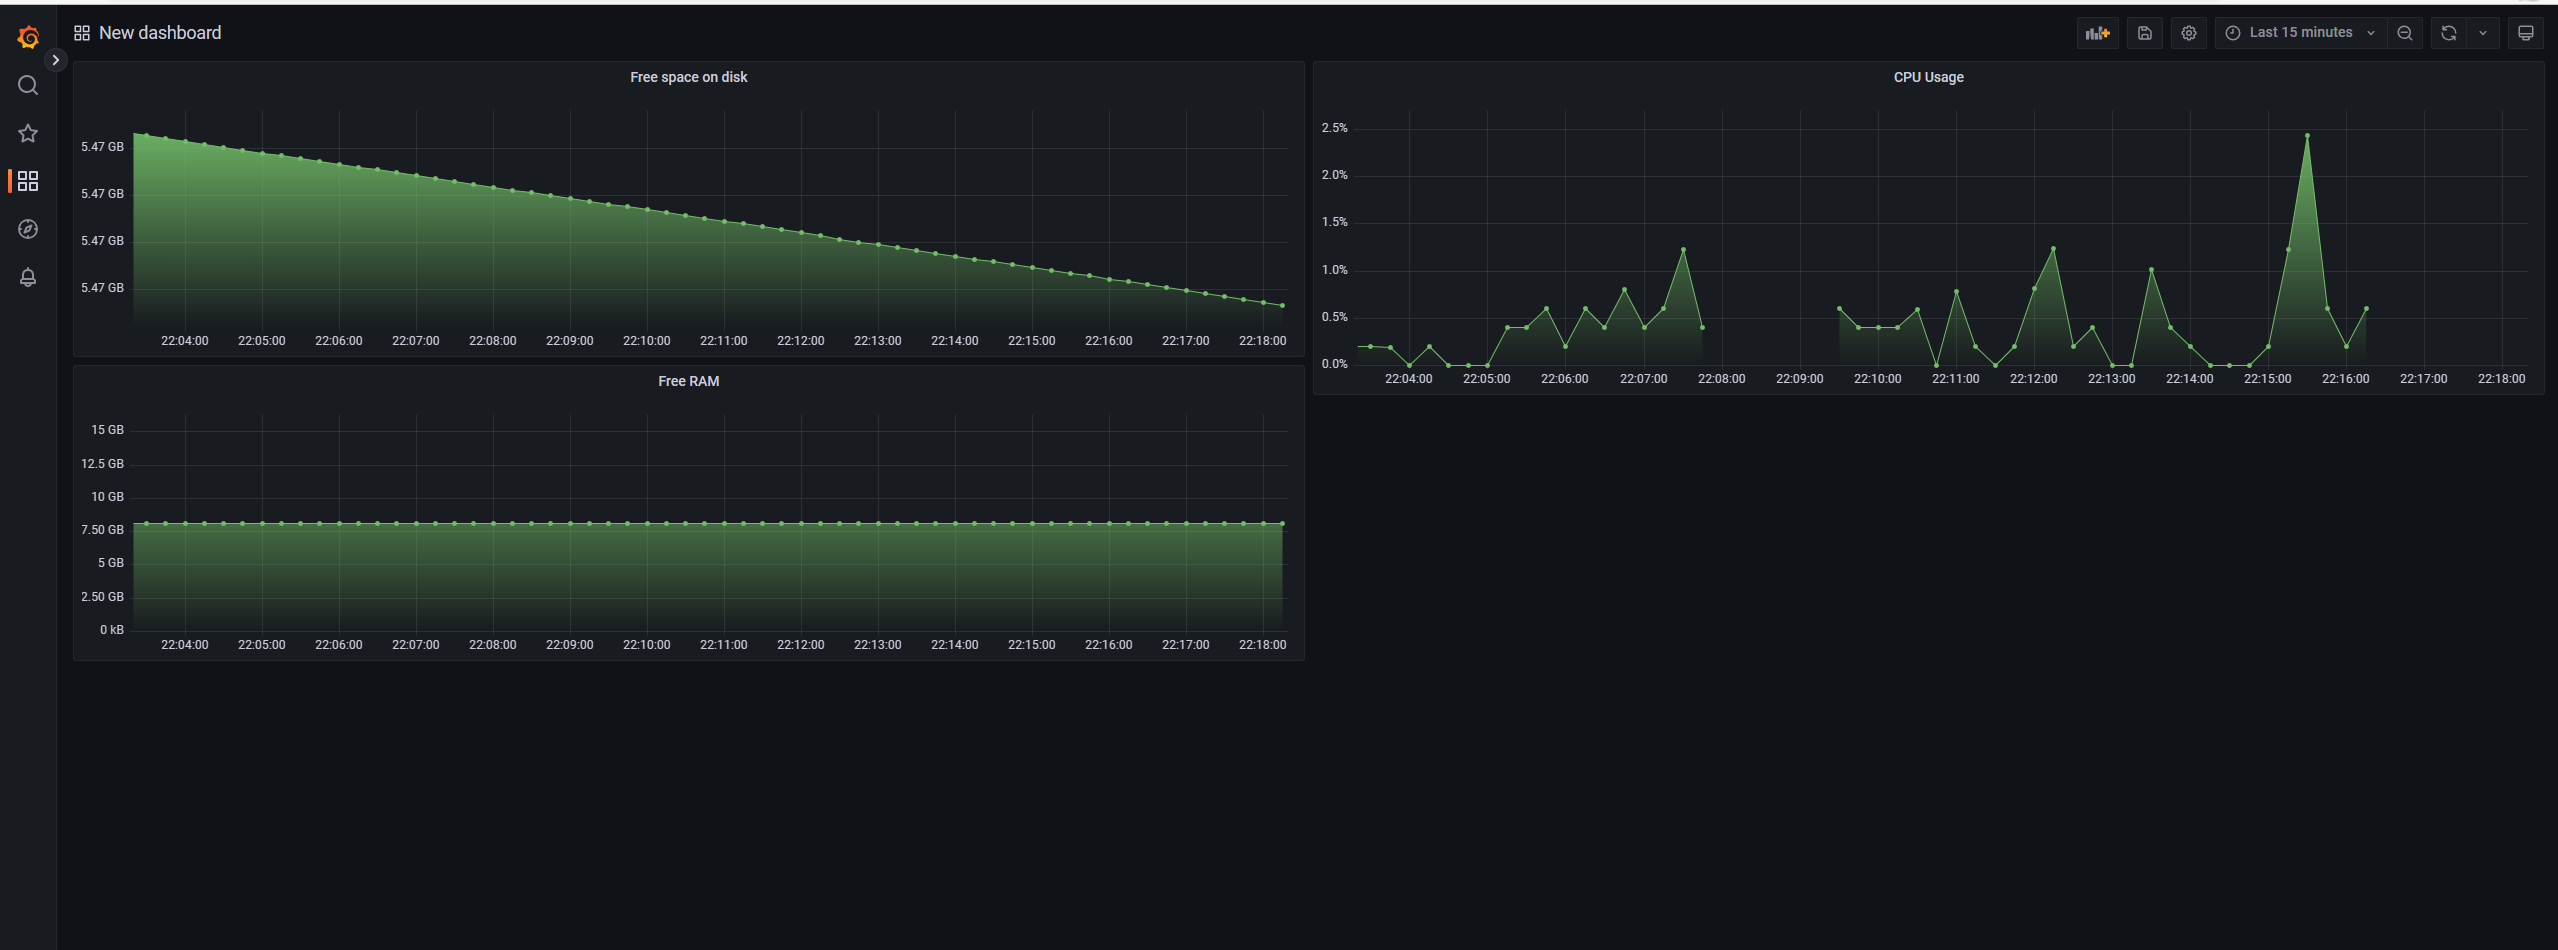 New dashboard
Last 15 minutes
Free space on disk
5.47 GB
5.47 GB
5.47 GB
5.47 GB
22:04:00 22:05:00 22:06:00 22:07:00 22:08:00 22:09:00 22:10:00 22:11:00 22:12:00 22:13:00 22:14:00 22:15:00 22:16:00 22:17:00 22:18:00
CPU Usage
2.5%
2.0%
1.5%
1.0%
0.5%
0.0%
22:04:00 22:05:00 22:06:00 22:07:00 22:08:00 22:09:00 22:10:00 22:11:00 22:12:00 22:13:00 22:14:00 22:15:00 22:16:00 22:17:00 22:18:00
Free RAM
15 GB
12.5 GB
10 GB
7.50 GB
5 GB
2.50 GB
0 kB
22:04:00 22:05:00 22:06:00 22:07:00 22:08:00 22:09:00 22:10:00 22:11:00 22:12:00 22:13:00 22:14:00 22:15:00 22:16:00 22:17:00 22:18:00